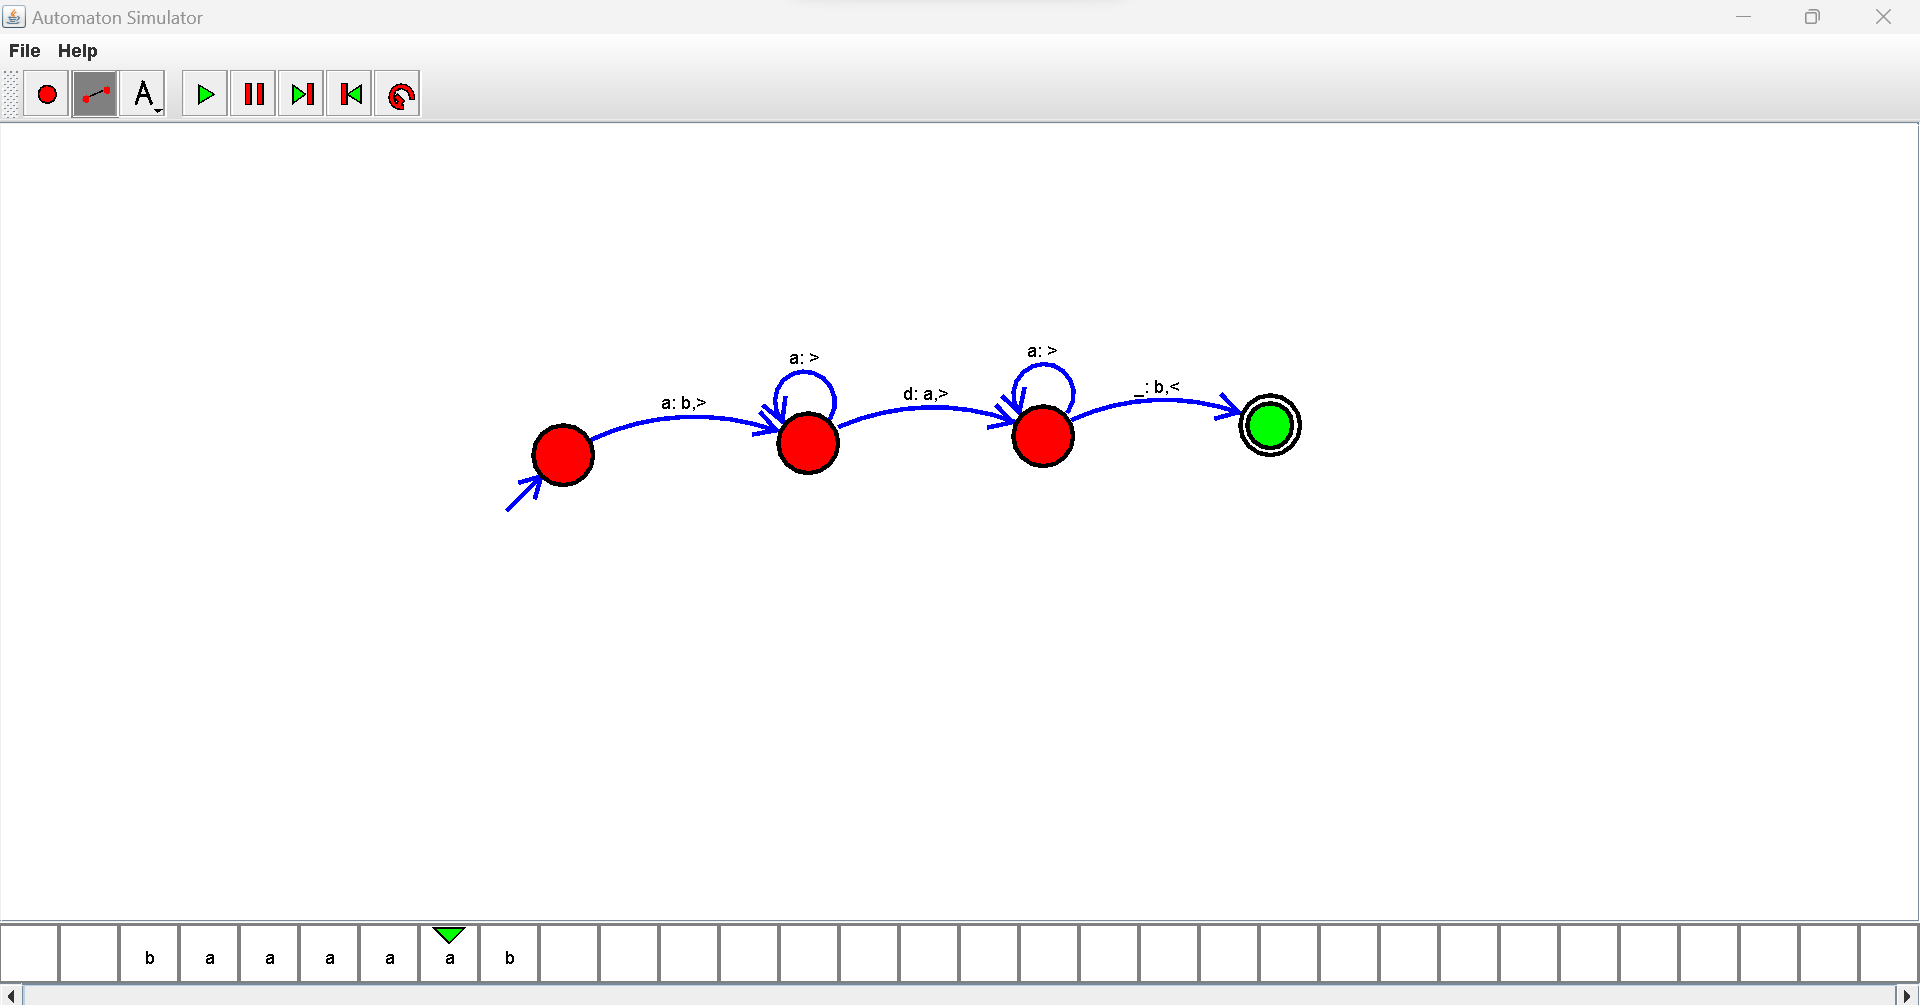 Automaton Simulator
File Help
A
a: >
a: >
_: b,<
d: a,>
a: b,>
b a a a a a b